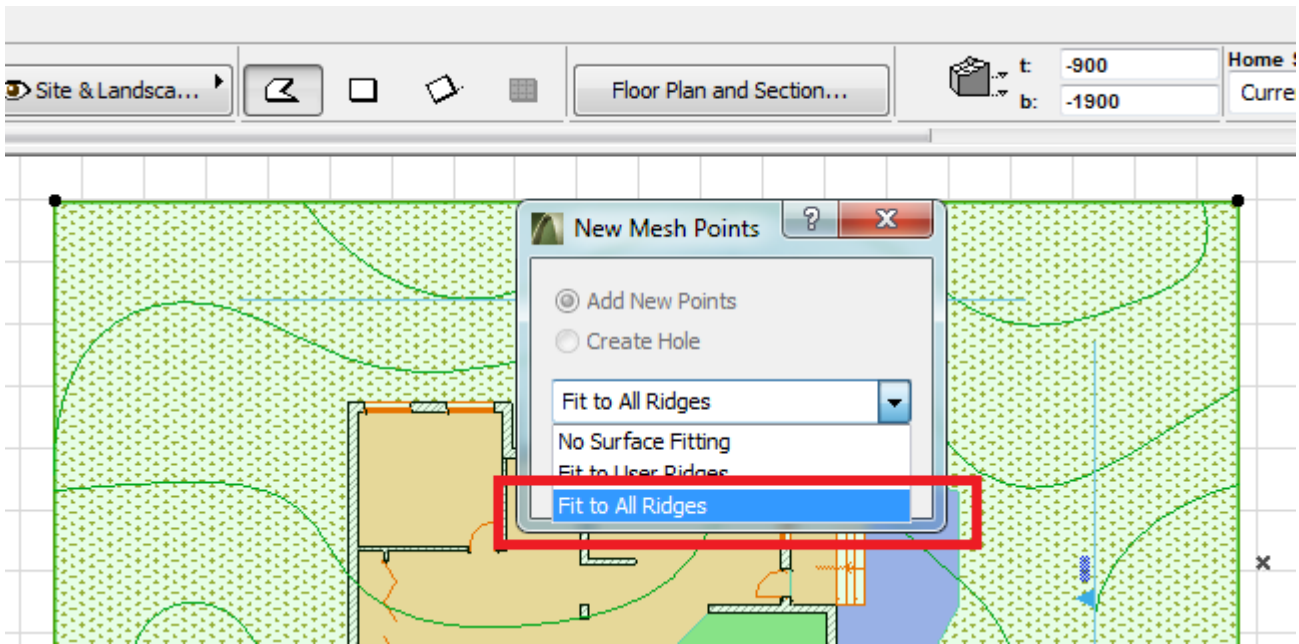 Home S
Site & Landsca...
Floor Plan and Section...
t:
-900
b:
-1900
Curre
New Mesh Points
?
Add New Points
Create Hole
Fit to All Ridges
No Surface Fitting
Fit to User Ridges
Fit to All Ridges